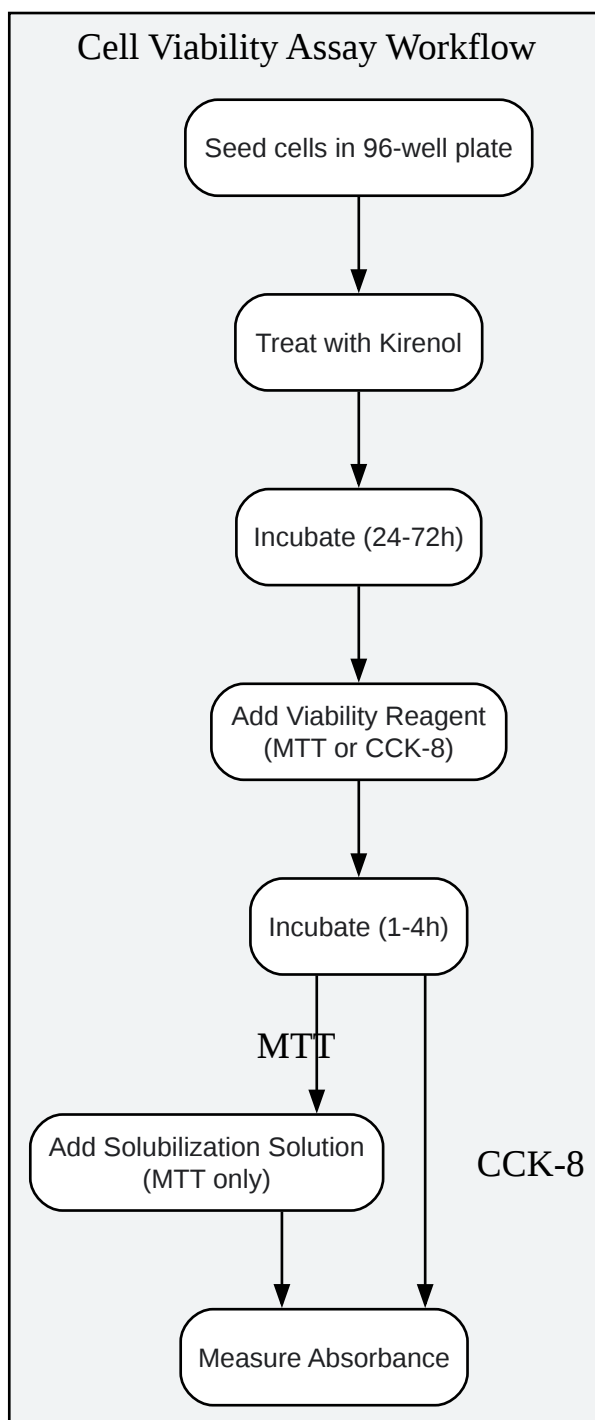 Cell Viability Assay Workflow
Seed cells in 96-well plate
Treat with Kirenol
Incubate (24-72h)
Add Viability Reagent
(MTT or CCK-8)
Incubate (1-4h)
MTT
Add Solubilization Solution
(MTT only)
CCK-8
Measure Absorbance